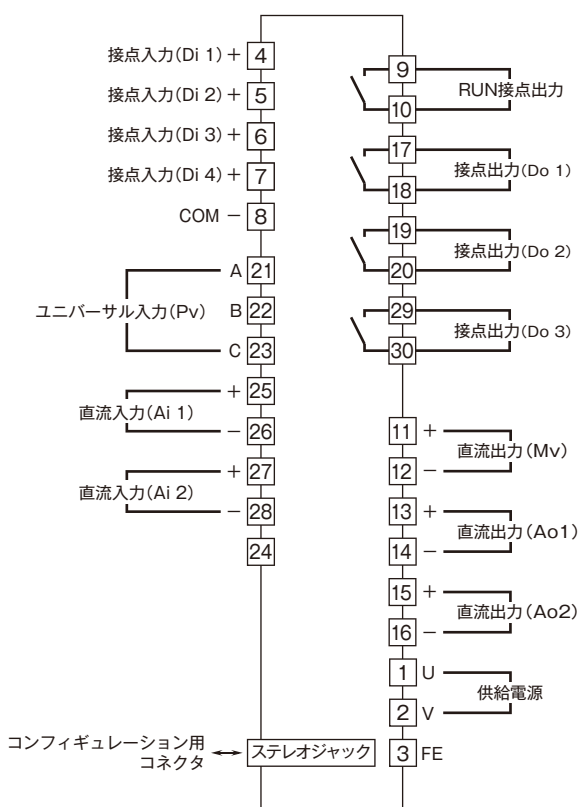 接点入力(Di 1) + 4
接点入力(Di 2) + 5
接点入力(Di 3) + 6
接点入力(Di 4) + 7
COM − 8
ユニバーサル入力(Pv)
A 21
B 22
C 23
直流入力(Ai 1)
+ 25
− 26
直流入力(Ai 2)
+ 27
− 28
24
コンフィギュレーション用
コネクタ
ステレオジャック
9
10
RUN接点出力
17
18
接点出力(Do 1)
19
20
接点出力(Do 2)
29
30
接点出力(Do 3)
11 +
12 −
直流出力(Mv)
13 +
14 −
直流出力(Ao1)
15 +
16 −
直流出力(Ao2)
1 U
2 V
供給電源
3 FE